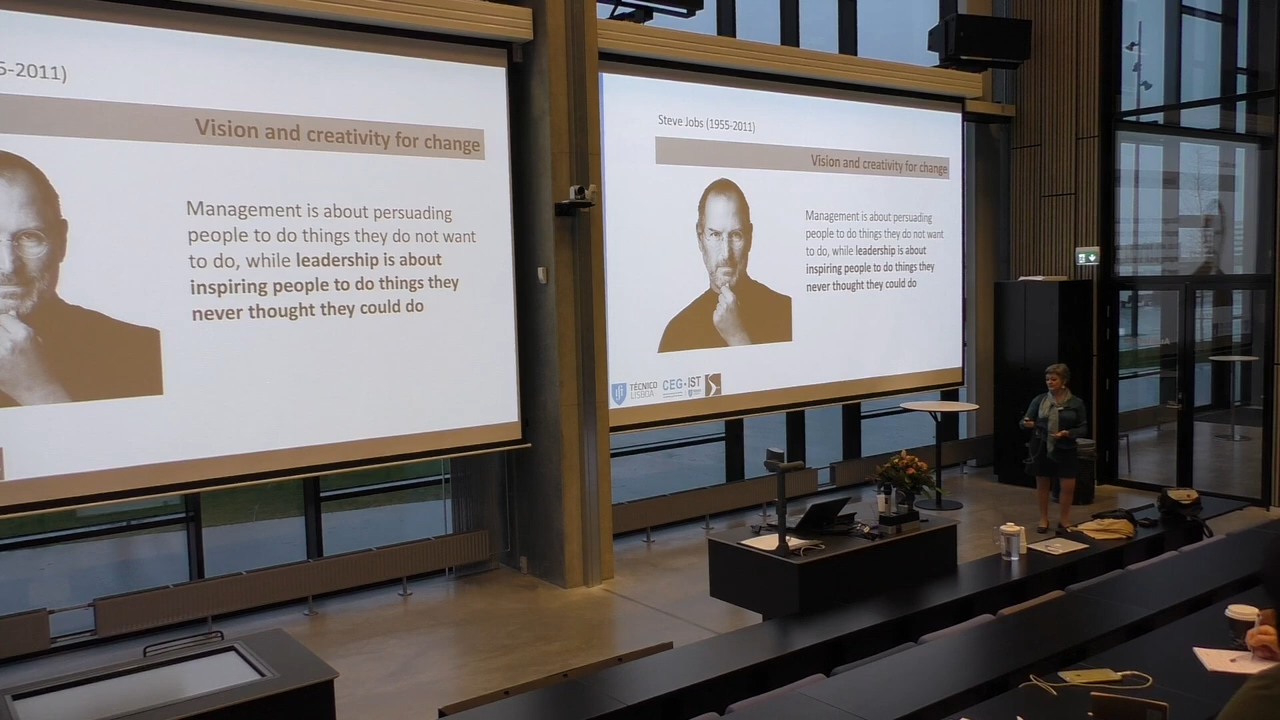 5-2011)
Vision and creativity for change
Management is about persuading
people to do things they do not want
to do, while leadership is about
inspiring people to do things they
never thought they could do
Steve Jobs (1955-2011)
Vision and creativity for change
Management is about persuading
people to do things they do not want
to do, while leadership is about
inspiring people to do things they
never thought they could do
TÉCNICO
LISBOA
CEG-IST